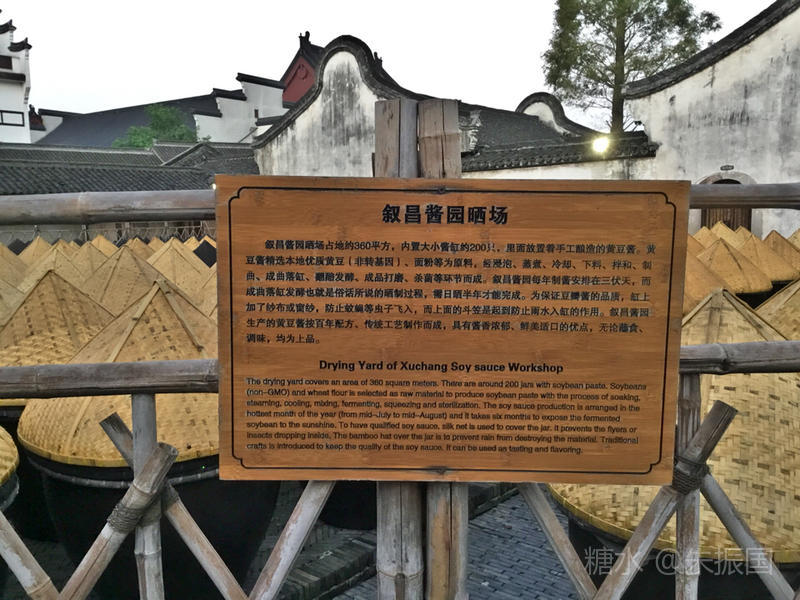 叙昌酱园晒场
叙昌酱园晒场占地约360平方，内置大小酱缸约200只，里面放置着手工酿造的黄豆酱。黄
豆酱精选本地优质黄豆（非转基因）、面粉等为原料，经浸泡、蒸煮、冷却、下料、拌和、制
曲、成曲落缸、翻醅发酵、成品打磨、杀菌等环节而成。叙昌酱园每年制酱安排在三伏天，而
成曲落缸发酵也就是俗话所说的晒制过程，需日晒半年才能完成。为保证豆瓣酱的品质，缸上
加了纱布或窗纱，防止蚊蝇等虫子飞入，而上面的斗笠是起到防止雨水入缸的作用。叙昌酱园
生产的黄豆酱按百年配方、传统工艺制作而成，具有酱香浓郁、鲜美适口的优点，无论蘸食、
调味，均为上品。
Drying Yard of Xuchang Soy sauce Workshop
The drying yard covers an area of 360 square meters. There are around 200 jars with soybean paste. Soybeans
(non-GMO) and wheat flour is selected as raw material to produce soybean paste with the process of soaking,
steaming, cooling, mixing, fermenting, squeezing and sterilization. The soy sauce production is arranged in the
hottest month of the year (from mid-July to mid-August) and it takes six months to expose the fermented
soybean to the sunshine. To have qualified soy sauce, silk net is used to cover the jar. It prevents the flyers or
insects dropping inside. The bamboo hat over the jar is to prevent rain from destroying the material. Traditional
crafts is introduced to keep the quality of the soy sauce. It can be used as tasting and flavoring.
糖水@朱振国